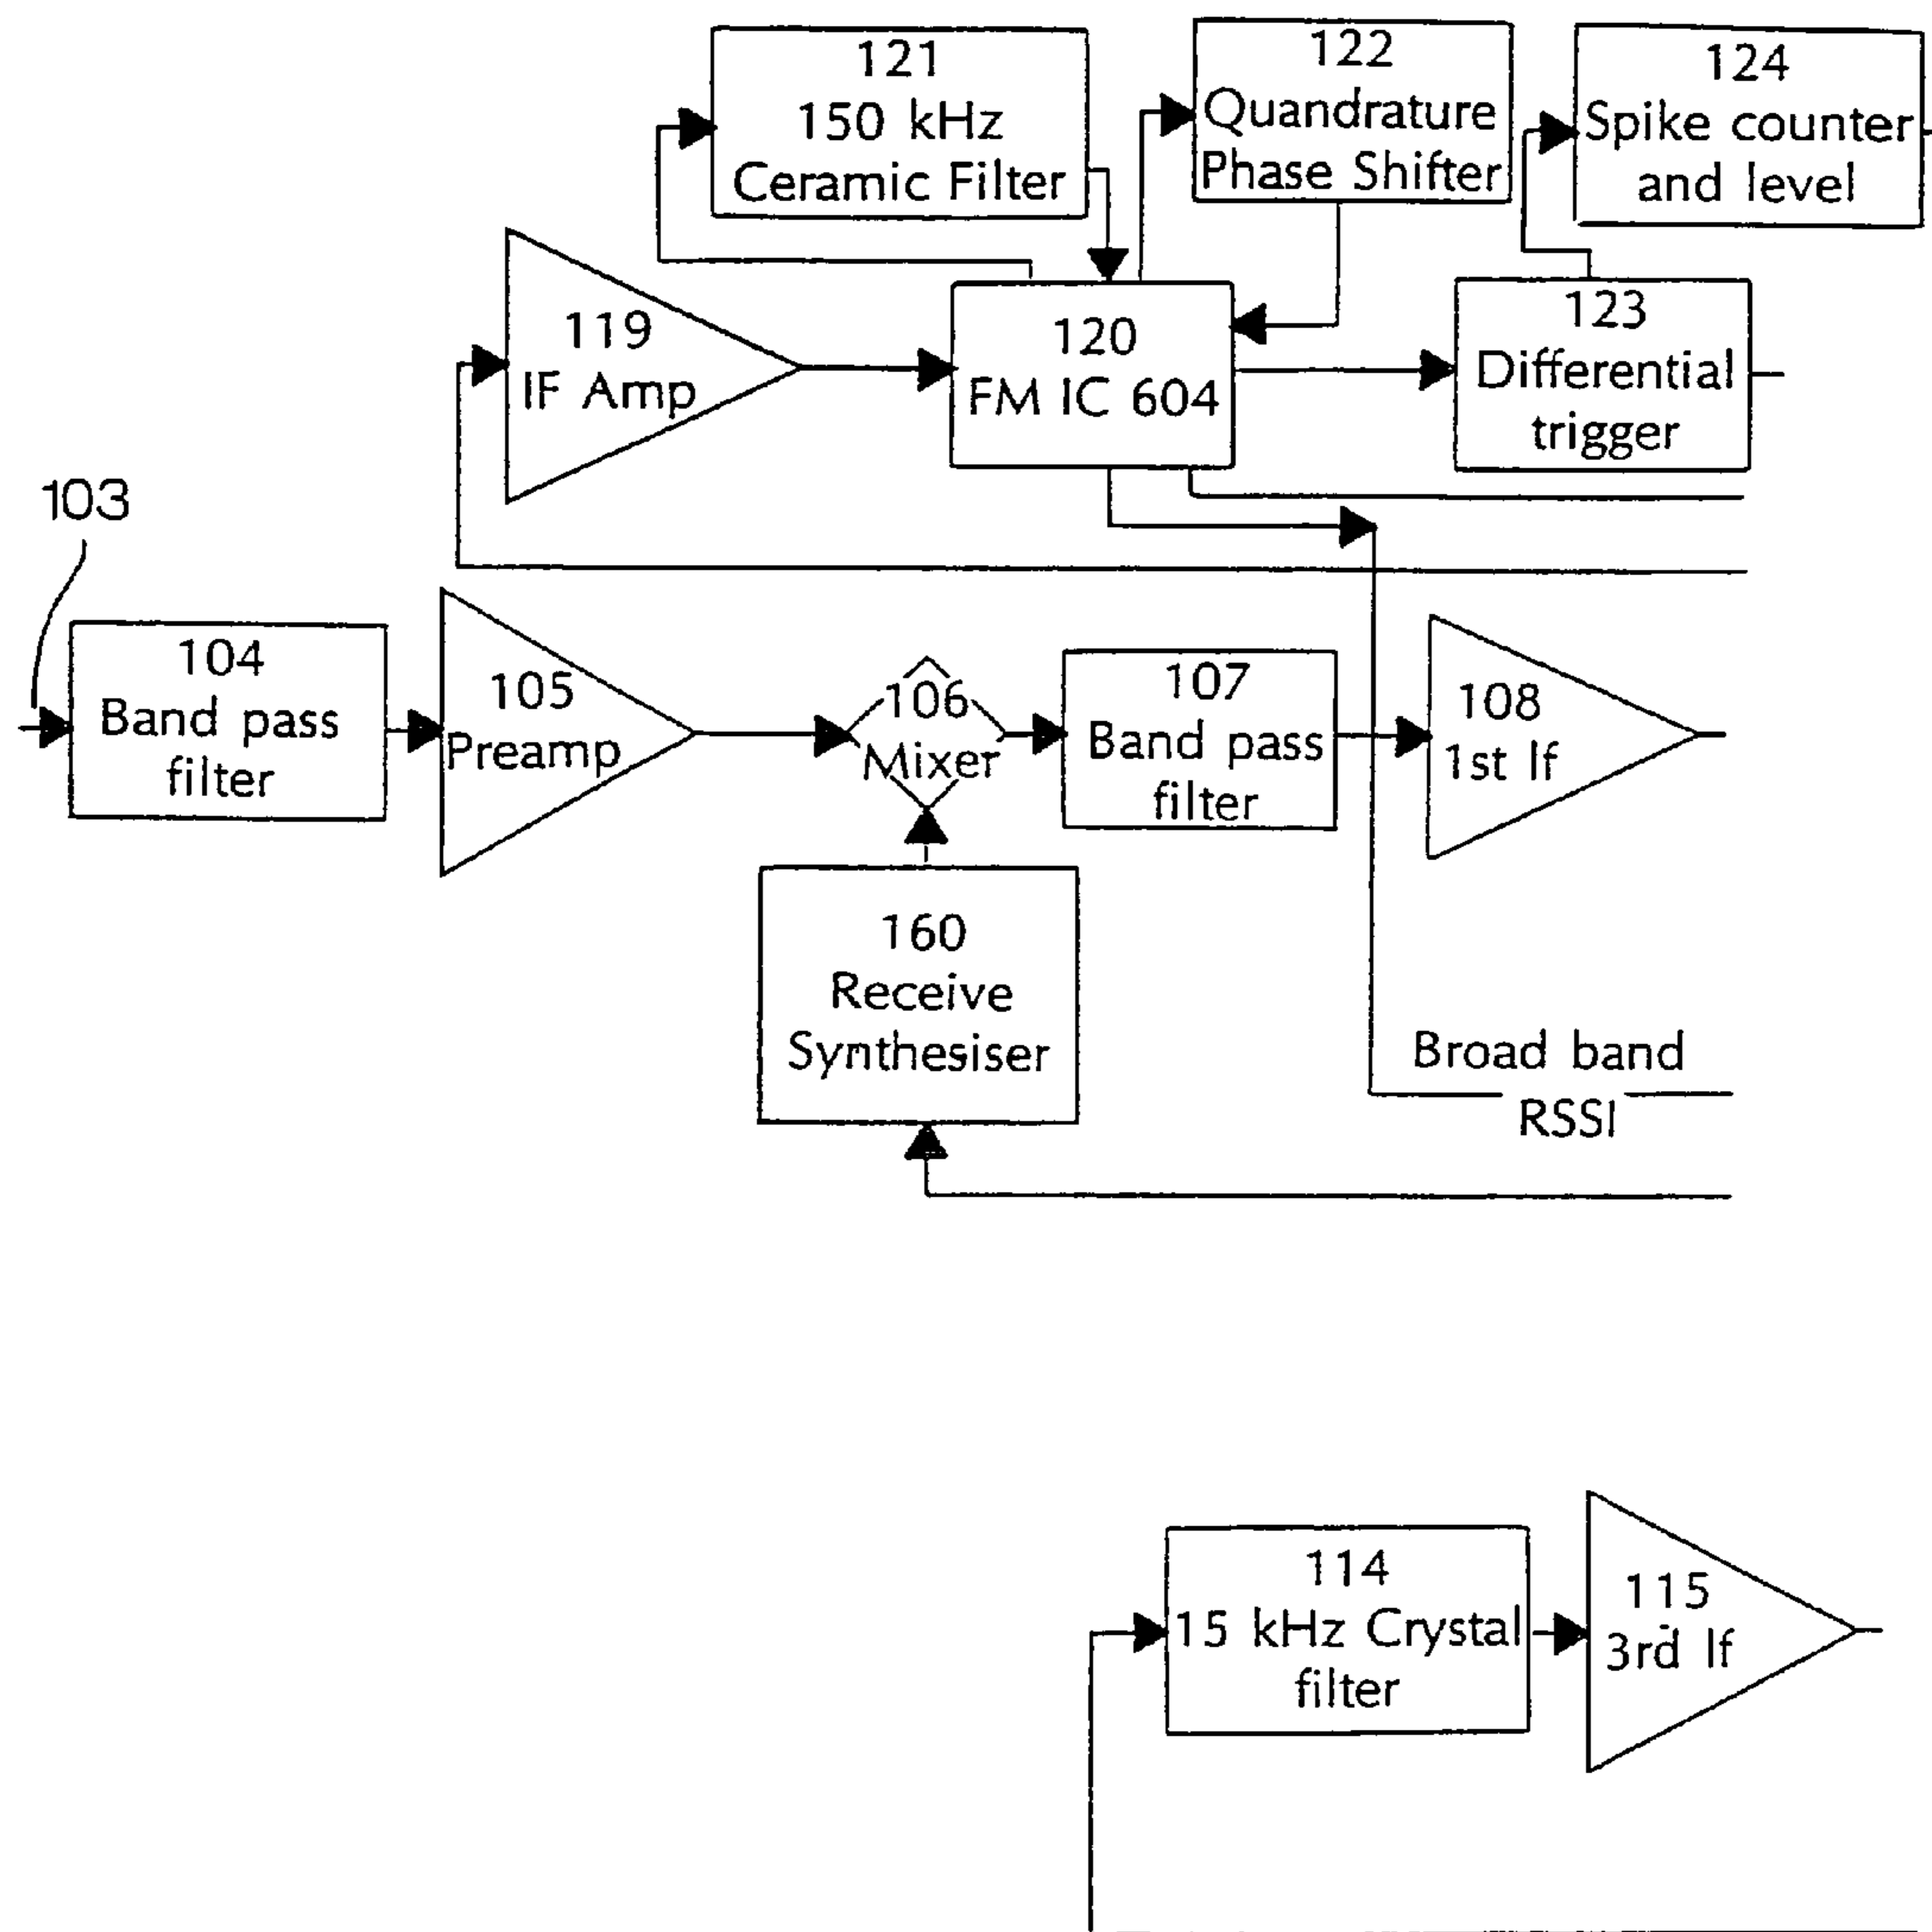 121
150 kHz
Ceramic Filter
122
Quandrature
Phase Shifter
124
Spike counter
and level
119
IF Amp
120
FM IC 604
123
Differential
trigger
103
104
Band pass
filter
105
Preamp
106
Mixer
107
Band pass
filter
108
1st If
160
Receive
Synthesiser
Broad band
RSSI
114
15 kHz Crystal
filter
115
3rd If